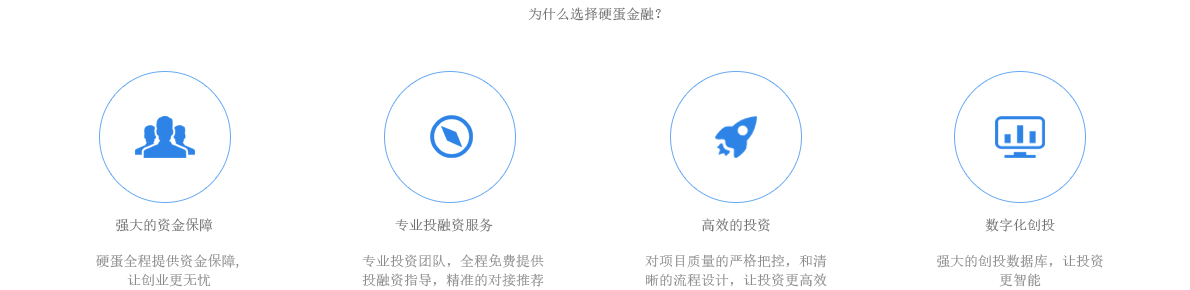 为什么选择硬蛋金融?
强大的资金保障
硬蛋全程提供资金保障,
让创业更无忧
专业投融资服务
专业投资团队，全程免费提供
投融资指导，精准的对接推荐
高效的投资
对项目质量的严格把控，和清
晰的流程设计，让投资更高效
数字化创投
强大的创投数据库，让投资
更智能